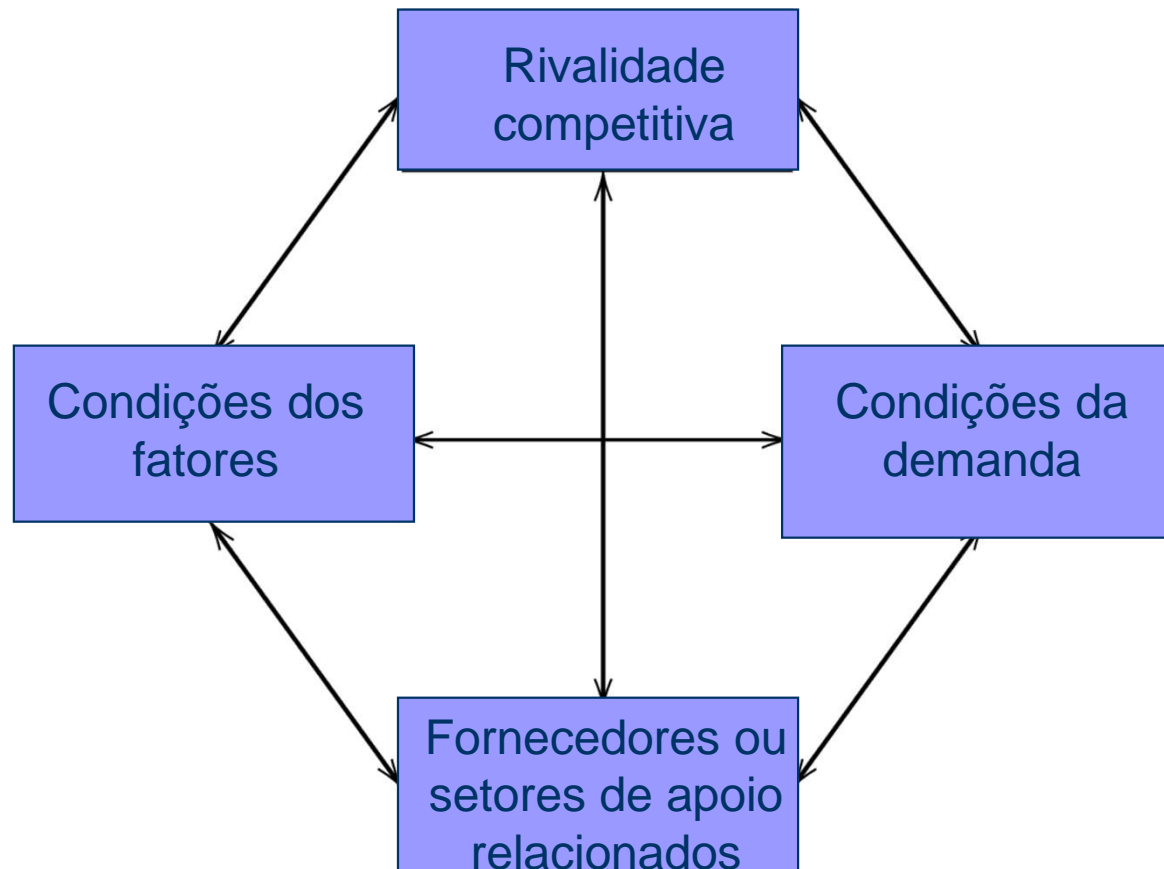 Rivalidade
competitiva
Condições dos
fatores
Condições da
demanda
Fornecedores ou
setores de apoio
relacionados